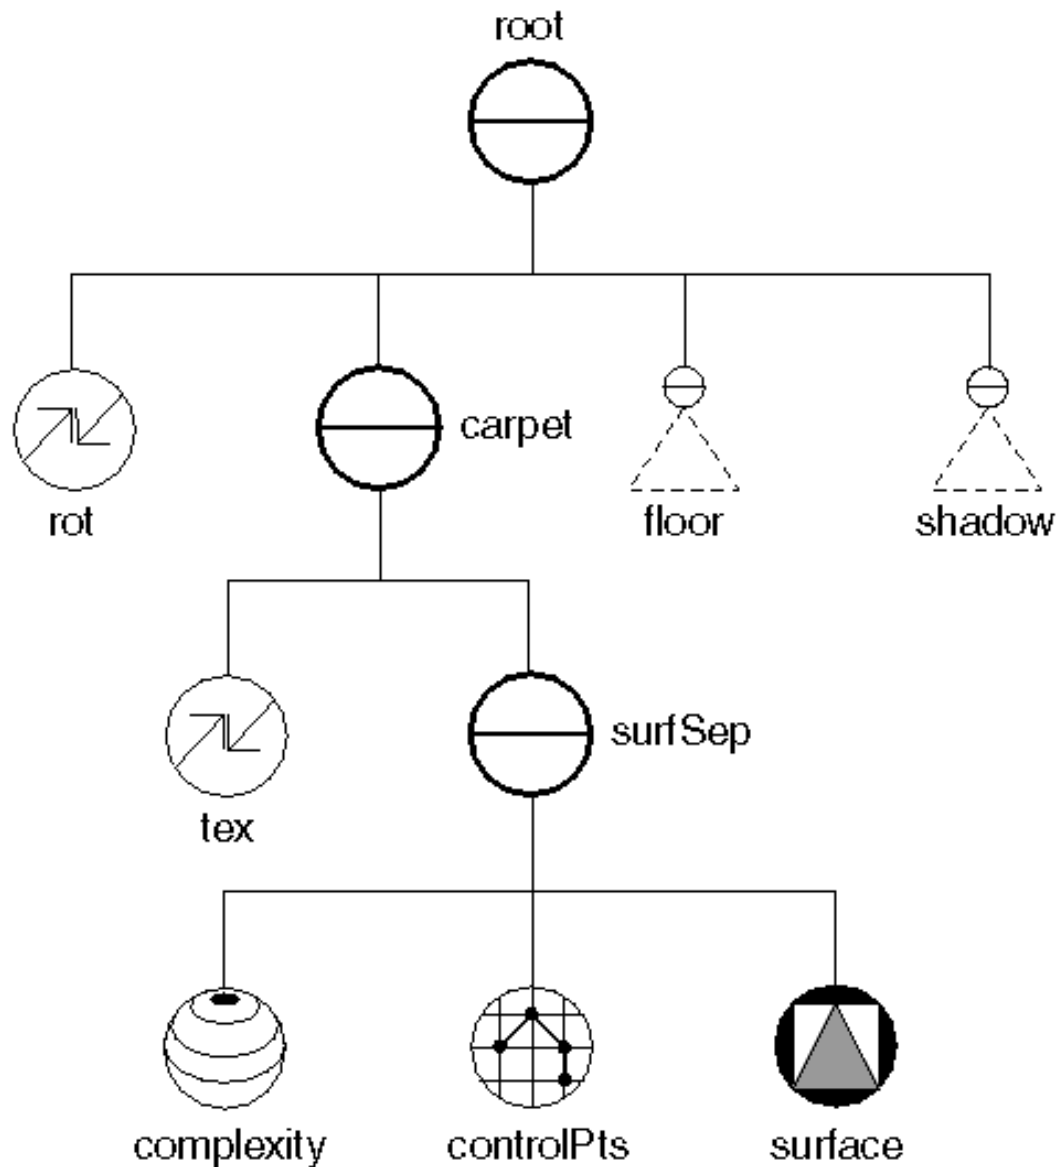 root
carpet
rot
floor
shadow
surfSep
tex
complexity
controlPts
surface